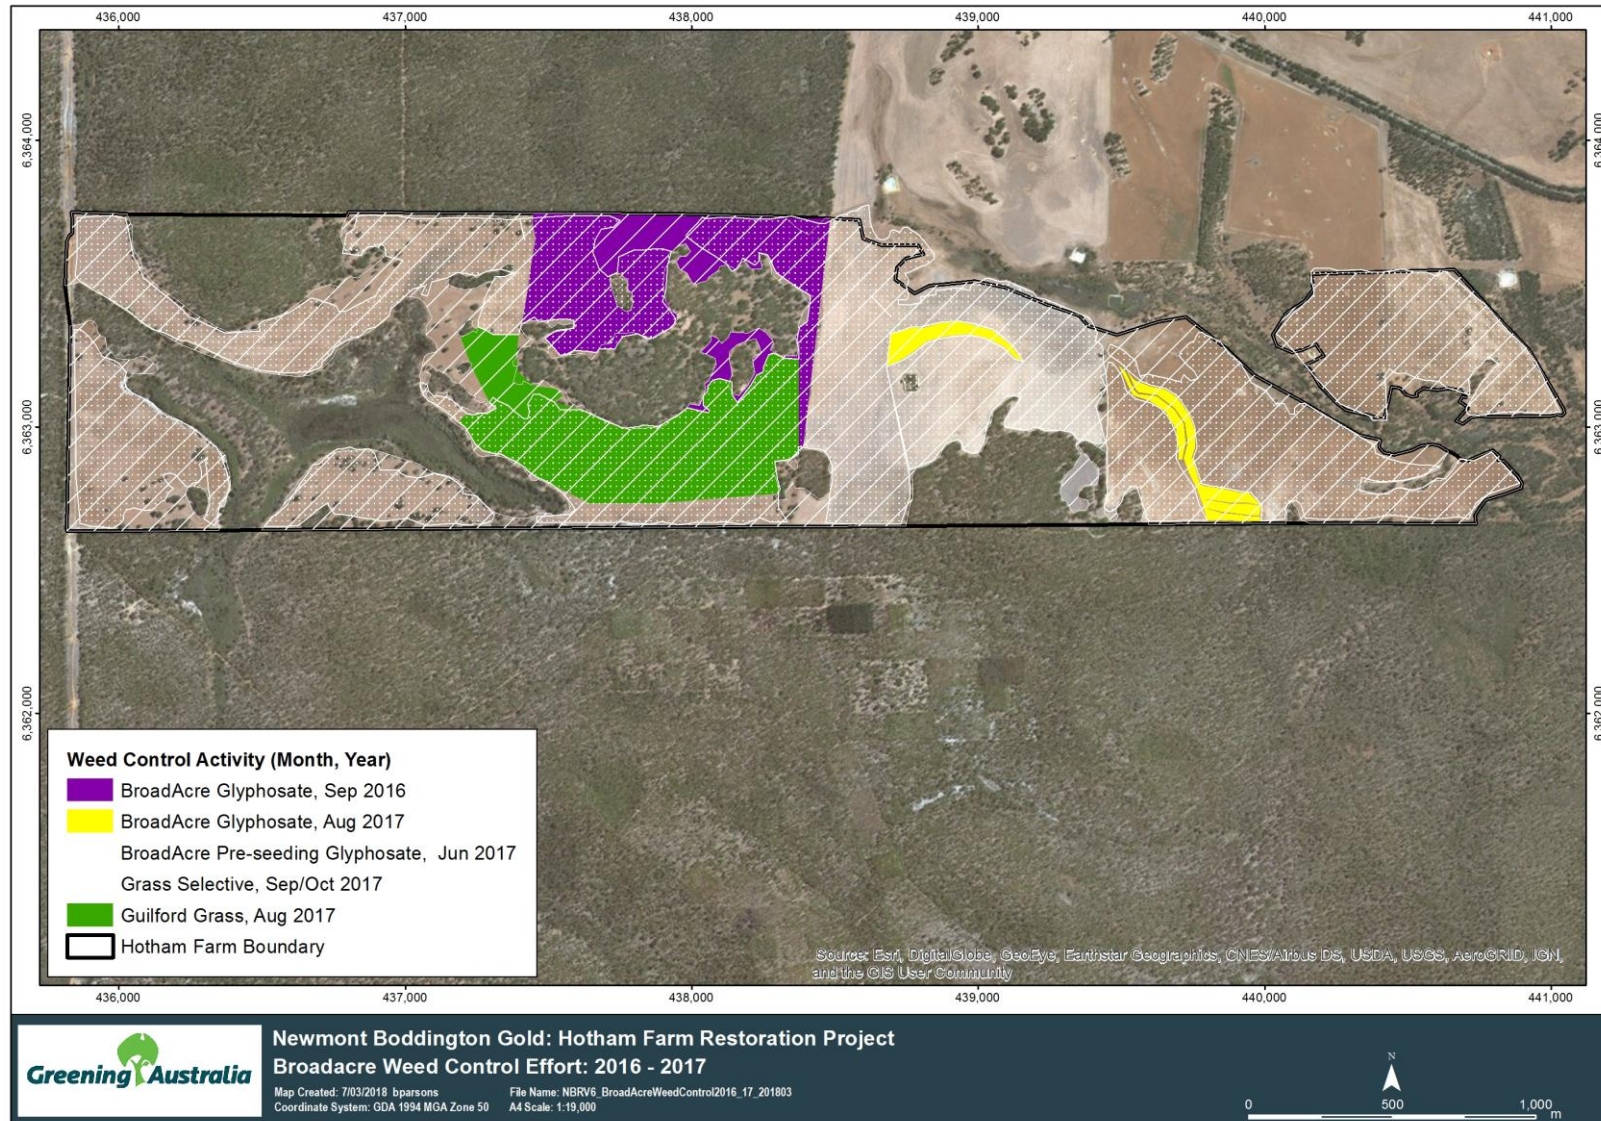 436,000 437,000 438,000 439,000 440,000 441,000
6,364,000
6,364,000
6,363,000
6,363,000
6,362,000
6,362,000
Weed Control Activity (Month, Year)
BroadAcre Glyphosate, Sep 2016
BroadAcre Glyphosate, Aug 2017
BroadAcre Pre-seeding Glyphosate, Jun 2017
Grass Selective, Sep/Oct 2017
Guilford Grass, Aug 2017
Hotham Farm Boundary
Source: Esri, DigitalGlobe, GeoEye, Earthstar Geographics, CNES/Airbus DS, USDA, USGS, AeroGRID, IGN,
and the GIS User Community
436,000 437,000 438,000 439,000 440,000 441,000
Greening Australia
Newmont Boddington Gold: Hotham Farm Restoration Project
Broadacre Weed Control Effort: 2016 - 2017
Map Created: 7/03/2018 bparsons File Name: NBRV6_BroadAcreWeedControl2016_17_201803
Coordinate System: GDA 1994 MGA Zone 50 A4 Scale: 1:19,000
N
0 500 1,000
m